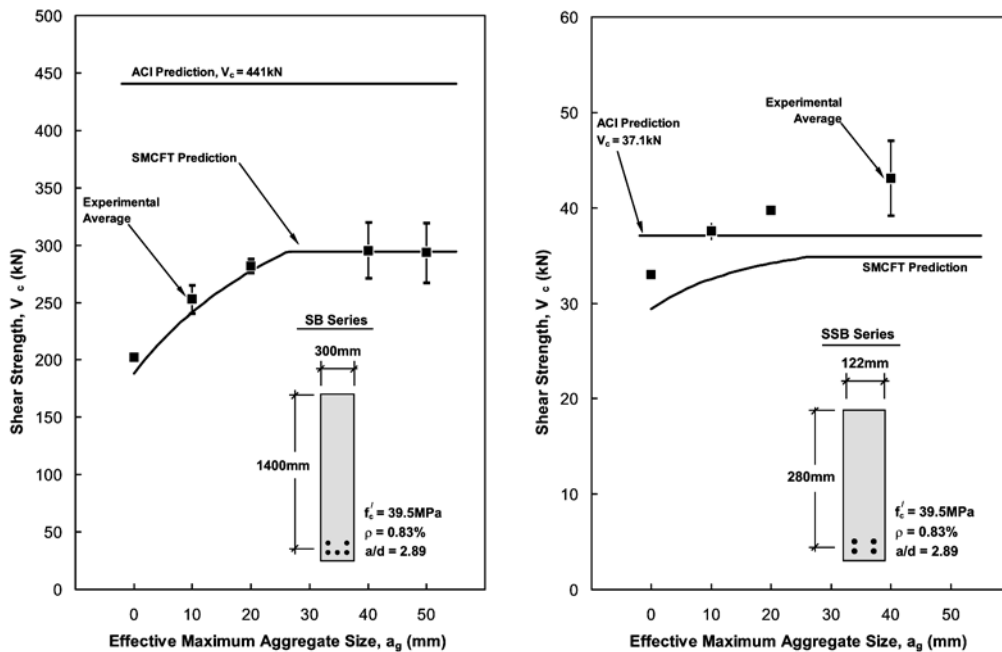 500
450
400
350
300
250
200
150
100
50
0
Shear Strength, V c (kN)
ACI Prediction, Vc = 441kN
SMCFT Prediction
Experimental
Average
SB Series
300mm
1400mm
f'c = 39.5MPa
ρ = 0.83%
a/d = 2.89
0 10 20 30 40 50
Effective Maximum Aggregate Size, ag (mm)
60
50
40
30
20
10
0
Shear Strength, V c (kN)
ACI Prediction
Vc = 37.1kN
Experimental
Average
SMCFT Prediction
SSB Series
122mm
280mm
f'c = 39.5MPa
ρ = 0.83%
a/d = 2.89
0 10 20 30 40 50
Effective Maximum Aggregate Size, ag (mm)